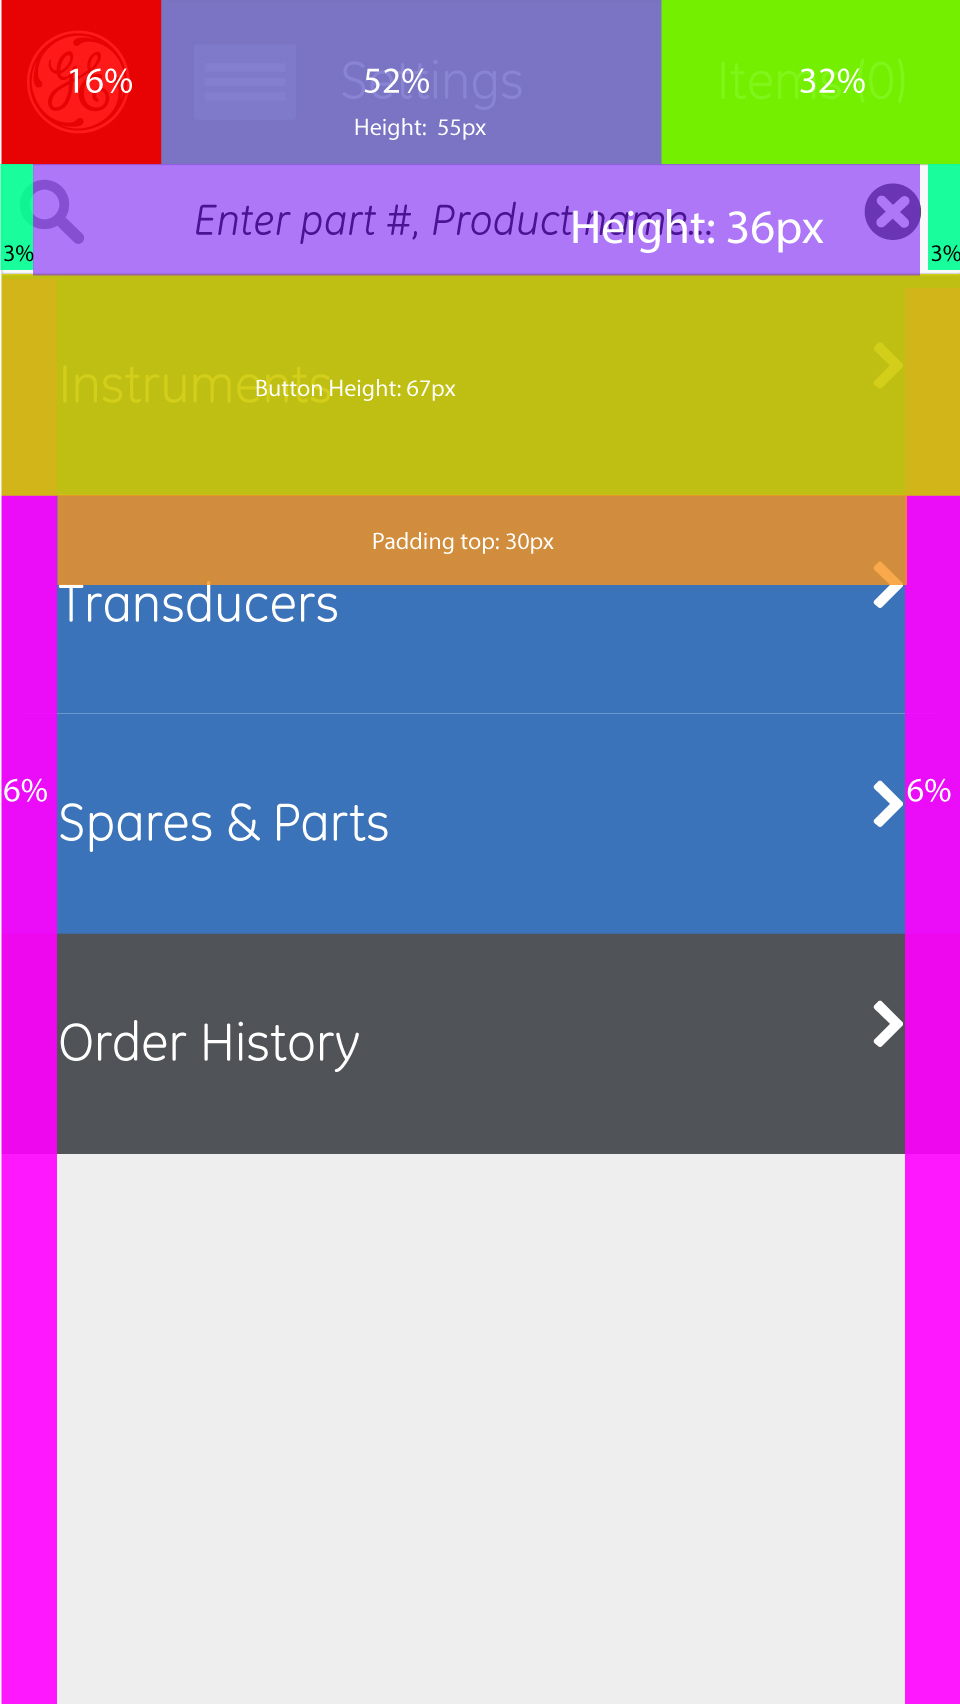 16%
Settings
52%
Items (0)
32%
Height: 55px
Enter part #, Product name...
Height: 36px
3%
3%
Instruments
Button Height: 67px
Padding top: 30px
Transducers
6%
6%
Spares & Parts
Order History